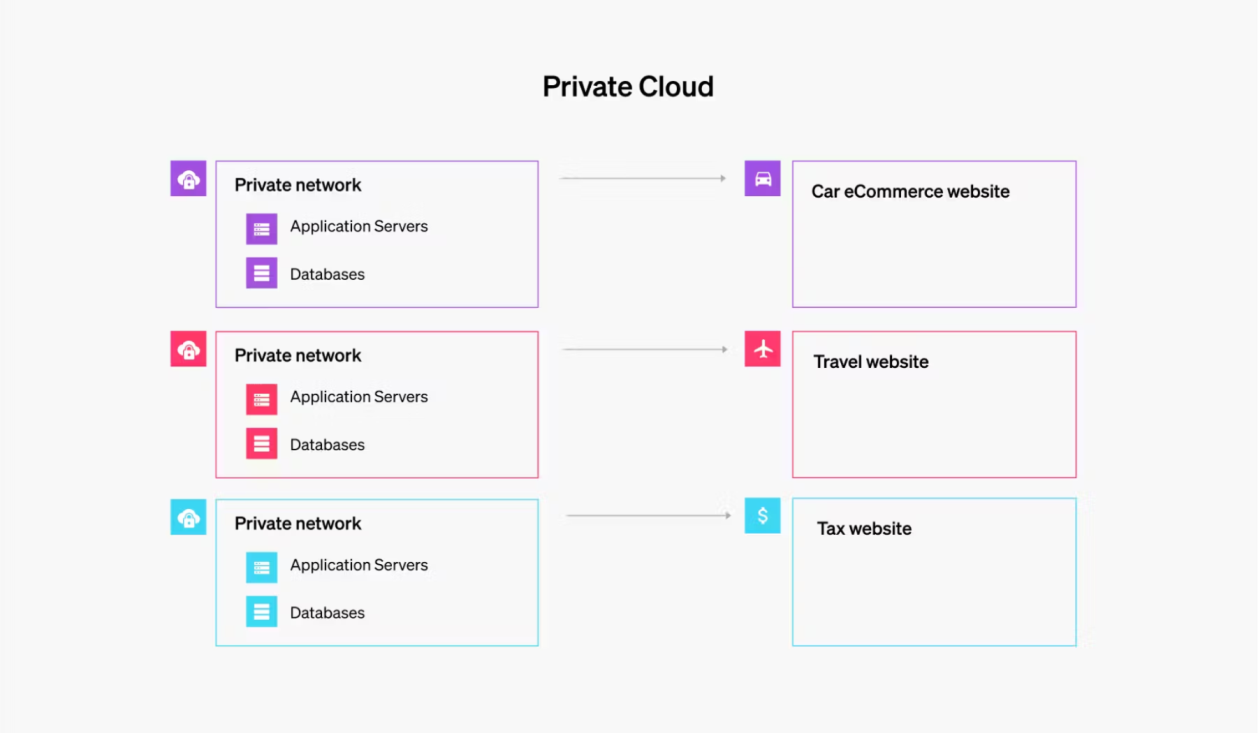 Private Cloud
Private network
Application Servers
Databases
Car eCommerce website
Private network
Application Servers
Databases
Travel website
Private network
Application Servers
Databases
$
Tax website